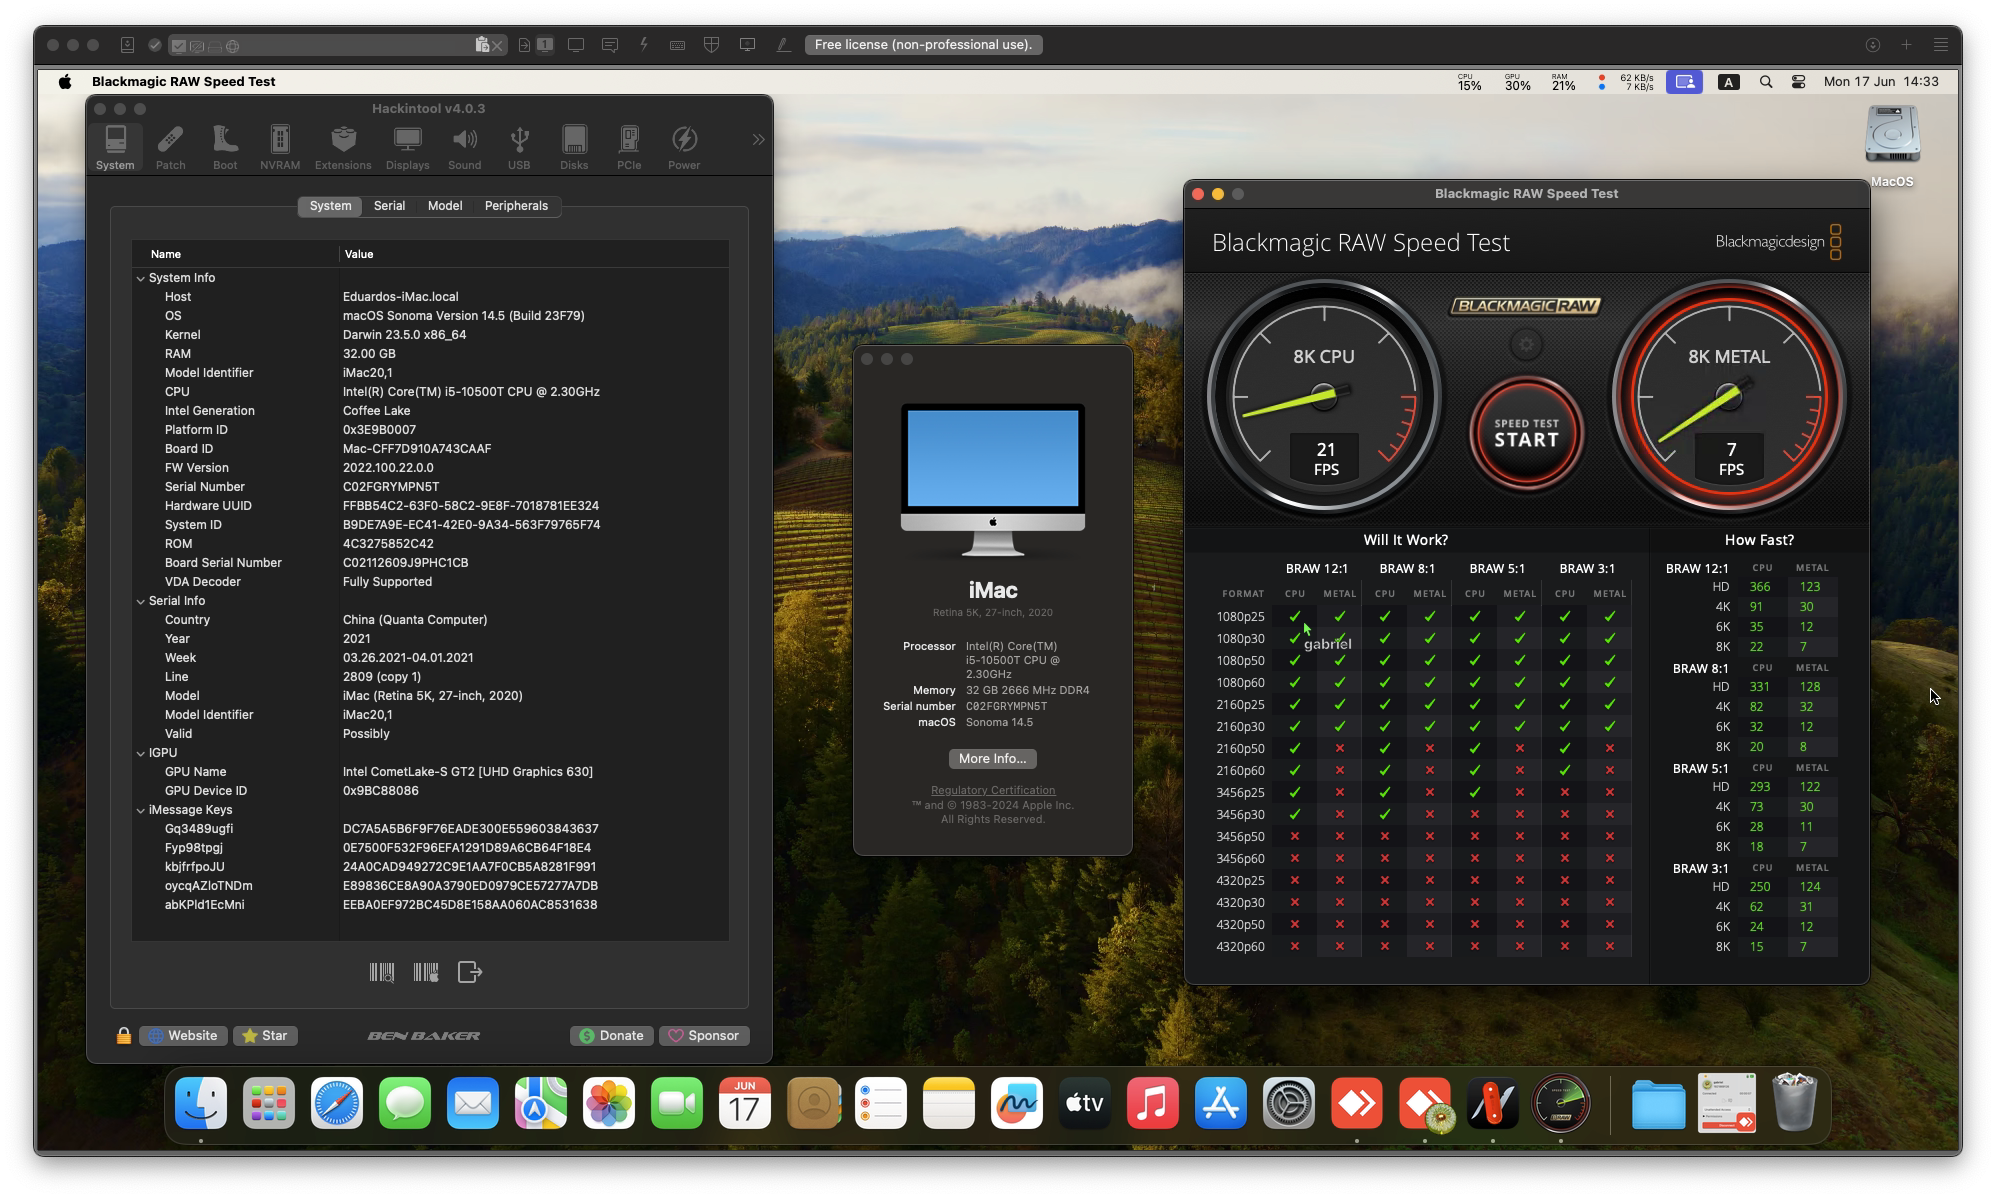 Free license (non-professional use).
Blackmagic RAW Speed Test
CPU 15% GPU 30% RAM 21% 62 KB/s 7 KB/s A Mon 17 Jun 14:33
MacOS
Hackintool v4.0.3
System Patch Boot NVRAM Extensions Displays Sound USB Disks PCIe Power
System Serial Model Peripherals
Name Value
System Info
Host Eduardos-iMac.local
OS macOS Sonoma Version 14.5 (Build 23F79)
Kernel Darwin 23.5.0 x86_64
RAM 32.00 GB
Model Identifier iMac20,1
CPU Intel(R) Core(TM) i5-10500T CPU @ 2.30GHz
Intel Generation Coffee Lake
Platform ID 0x3E9B0007
Board ID Mac-CFF7D910A743CAAF
FW Version 2022.100.22.0.0
Serial Number C02FGRYMPN5T
Hardware UUID FFBB54C2-63F0-58C2-9E8F-7018781EE324
System ID B9DE7A9E-EC41-42E0-9A34-563F79765F74
ROM 4C3275852C42
Board Serial Number C02112609J9PHC1CB
VDA Decoder Fully Supported
Serial Info
Country China (Quanta Computer)
Year 2021
Week 03.26.2021-04.01.2021
Line 2809 (copy 1)
Model iMac (Retina 5K, 27-inch, 2020)
Model Identifier iMac20,1
Valid Possibly
IGPU
GPU Name Intel CometLake-S GT2 [UHD Graphics 630]
GPU Device ID 0x9BC88086
iMessage Keys
Gq3489ugfi DC7A5A5B6F9F76EADE300E559603843637
Fyp98tpgj 0E7500F532F96EFA1291D89A6CB64F18E4
kbjfrfpoJU 24A0CAD949272C9E1AA7F0CB5A8281F991
oycqAZloTNDm E89836CE8A90A3790ED0979CE57277A7DB
abKPld1EcMni EEBA0EF972BC45D8E158AA060AC8531638
Website Star BEN BAKER Donate Sponsor
iMac
Retina 5K, 27-inch, 2020
Processor Intel(R) Core(TM)
i5-10500T CPU @
2.30GHz
Memory 32 GB 2666 MHz DDR4
Serial number C02FGRYMPN5T
macOS Sonoma 14.5
More Info...
Regulatory Certification
™ and © 1983-2024 Apple Inc.
All Rights Reserved.
Blackmagic RAW Speed Test
Blackmagic RAW Speed Test Blackmagicdesign
BLACKMAGIC RAW
8K CPU 8K METAL
SPEED TEST
START
21 FPS
7 FPS
Will It Work?
BRAW 12:1 BRAW 8:1 BRAW 5:1 BRAW 3:1
FORMAT CPU METAL CPU METAL CPU METAL CPU METAL
1080p25
1080p30
gabriel
1080p50
1080p60
2160p25
2160p30
2160p50
2160p60
3456p25
3456p30
3456p50
3456p60
4320p25
4320p30
4320p50
4320p60
How Fast?
BRAW 12:1 CPU METAL
HD 366 123
4K 91 30
6K 35 12
8K 22 7
BRAW 8:1 CPU METAL
HD 331 128
4K 82 32
6K 32 12
8K 20 8
BRAW 5:1 CPU METAL
HD 293 122
4K 73 30
6K 28 11
8K 18 7
BRAW 3:1 CPU METAL
HD 250 124
4K 62 31
6K 24 12
8K 15 7
JUN
17
tv